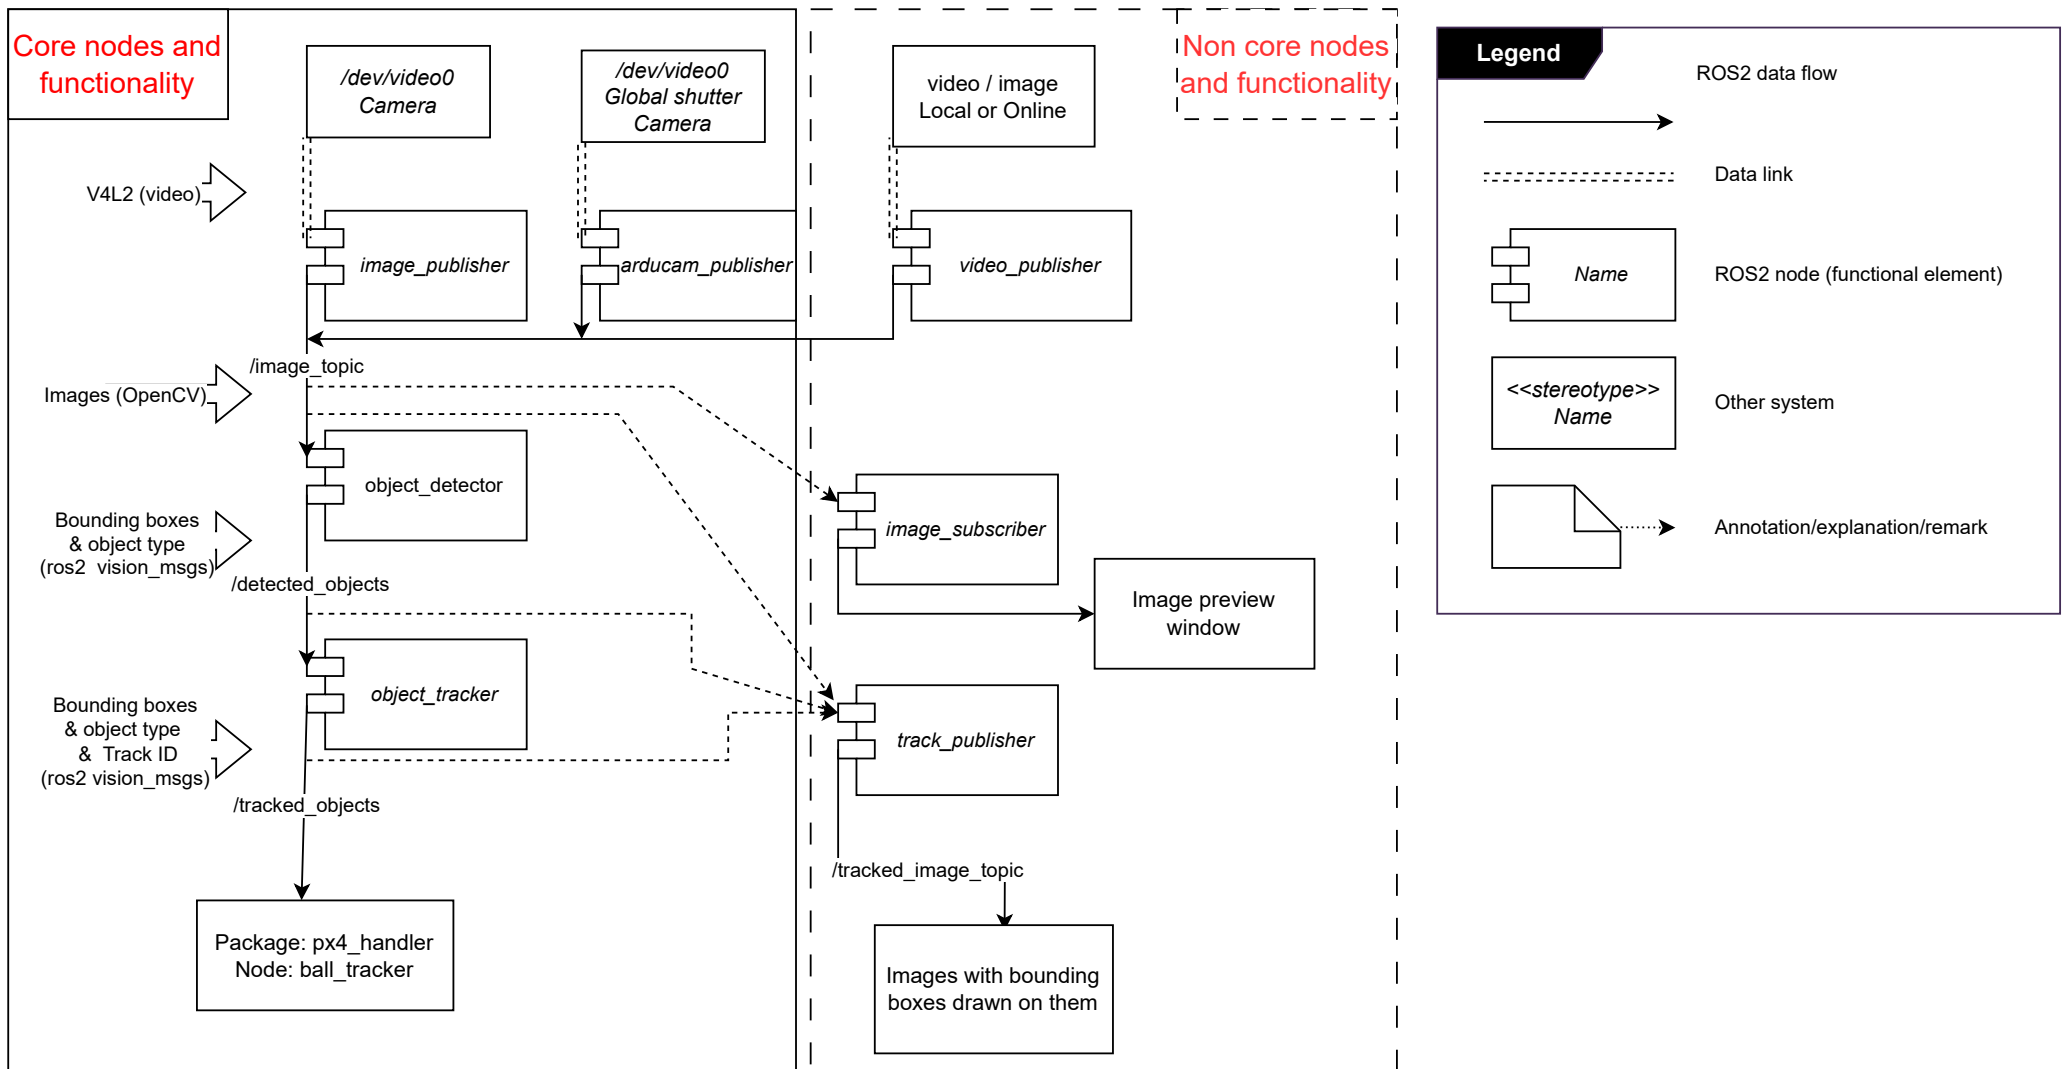 Core nodes and
functionality
/dev/video0
Camera
/dev/video0
Global shutter
Camera
video / image
Local or Online
Non core nodes
and functionality
V4L2 (video)
image_publisher
arducam_publisher
video_publisher
/image_topic
Images (OpenCV)
object_detector
Bounding boxes
& object type
(ros2  vision_msgs)
/detected_objects
image_subscriber
Image preview
window
object_tracker
Bounding boxes
& object type
&  Track ID
(ros2 vision_msgs)
track_publisher
/tracked_objects
/tracked_image_topic
Package: px4_handler
Node: ball_tracker
Images with bounding
boxes drawn on them
Legend
ROS2 data flow
Data link
Name
ROS2 node (functional element)
<<stereotype>>
Name
Other system
Annotation/explanation/remark